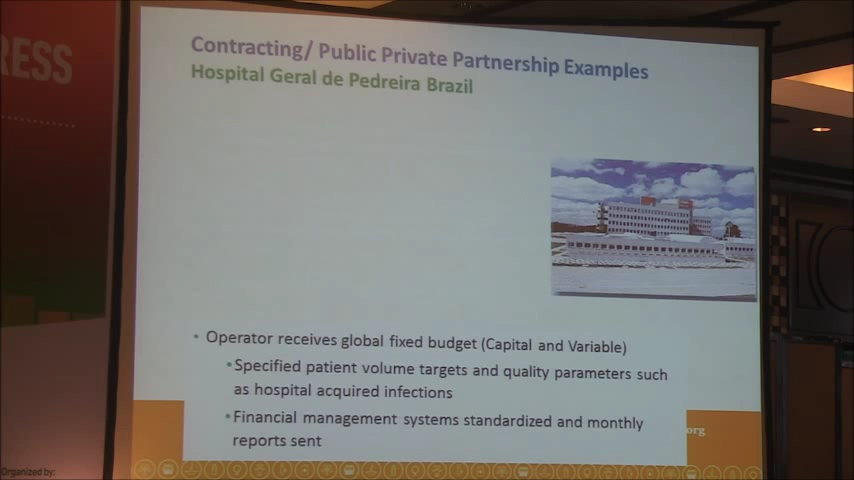 RESS
Contracting/ Public Private Partnership Examples
Hospital Geral de Pedreira Brazil
• Operator receives global fixed budget (Capital and Variable)
•Specified patient volume targets and quality parameters such
as hospital acquired infections
•Financial management systems standardized and monthly
reports sent
org
Organized by: